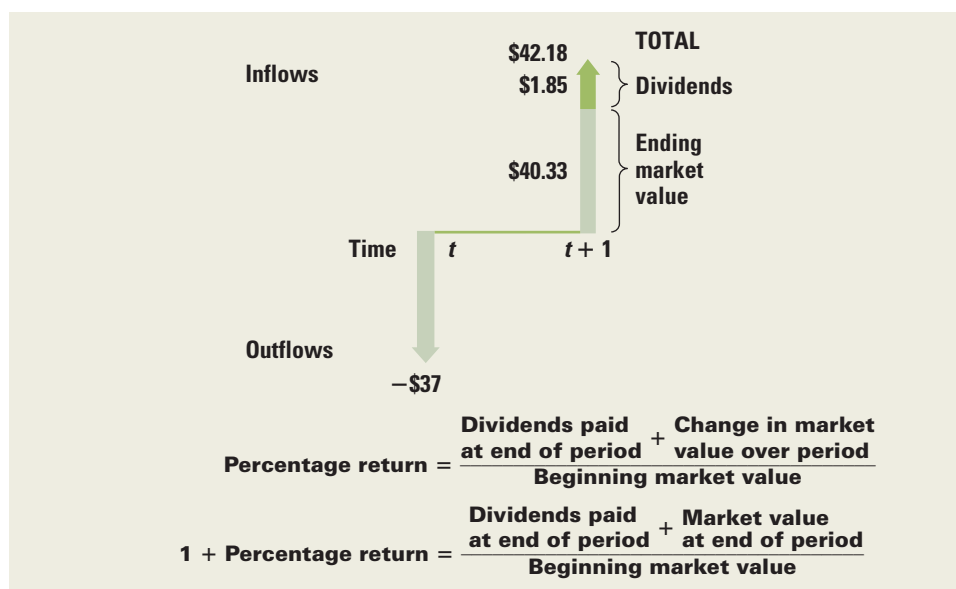 TOTAL
$42.18
Inflows
$1.85
Dividends
Ending
market
value
$40.33
Time
t
t + 1
Outflows
−$37
Percentage return = Dividends paid at end of period + Change in market value over period
Beginning market value
1 + Percentage return = Dividends paid at end of period + Market value at end of period
Beginning market value